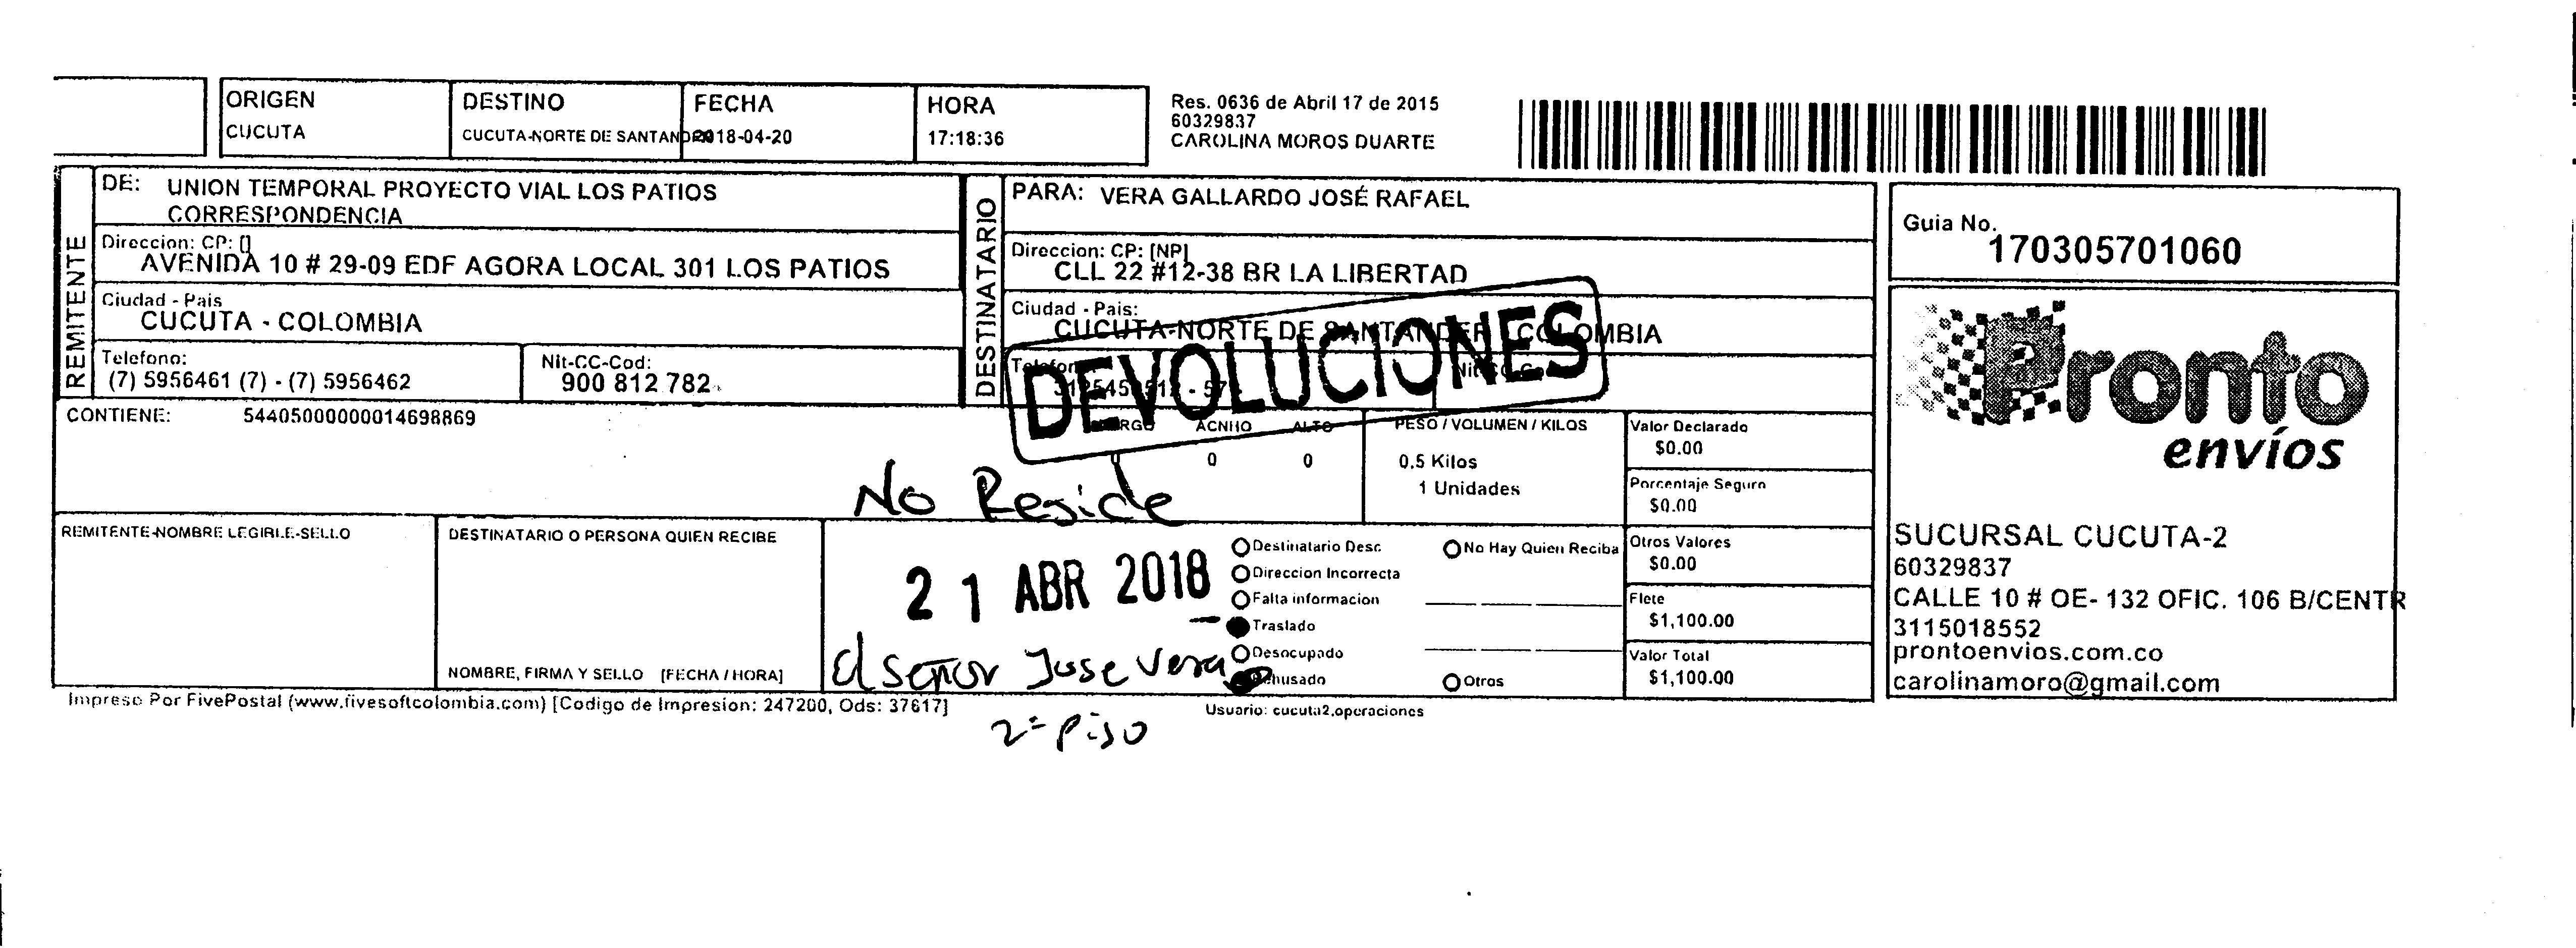 ORIGEN
CUCUTA
DESTINO
CUCUTA-NORTE DE SANTANDER
FECHA
2018-04-20
HORA
17:18:36
Res. 0636 de Abril 17 de 2015
60329837
CAROLINA MOROS DUARTE
REMITENTE
DE: UNION TEMPORAL PROYECTO VIAL LOS PATIOS
CORRESPONDENCIA
Direccion: CP: []
AVENIDA 10 # 29-09 EDF AGORA LOCAL 301 LOS PATIOS
Ciudad - Pais
CUCUTA - COLOMBIA
Telefono:
(7) 5956461 (7) - (7) 5956462
Nit-CC-Cod:
900 812 782
DESTINATARIO
PARA: VERA GALLARDO JOSÉ RAFAEL
Direccion: CP: [NP]
CLL 22 #12-38 BR LA LIBERTAD
Ciudad - Pais:
CUCUTA-NORTE DE SANTANDER COLOMBIA
Telefono
DEVOLUCIONES
Guia No.
170305701060
Pronto
envíos
CONTIENE: 54405000000014698869
ACNHO ALTO
0 0
PESO / VOLUMEN / KILOS
0.5 Kilos
1 Unidades
Valor Declarado
$0.00
Porcentaje Seguro
$0.00
Otros Valores
$0.00
Flete
$1,100.00
Valor Total
$1,100.00
No Reside
REMITENTE-NOMBRE LEGIBLE-SELLO
DESTINATARIO O PERSONA QUIEN RECIBE
NOMBRE, FIRMA Y SELLO [FECHA / HORA]
21 ABR 2018
El Señor Jose Vera
2º Piso
Destinatario Desc.
Direccion Incorrecta
Falta informacion
Traslado
Desocupado
No Hay Quien Reciba
Otros
SUCURSAL CUCUTA-2
60329837
CALLE 10 # OE- 132 OFIC. 106 B/CENTR
3115018552
prontoenvios.com.co
carolinamoro@gmail.com
Impreso Por FivePostal (www.fivesoftcolombia.com) [Codigo de Impresion: 247200, Ods: 37617]
Usuario: cucuta2.operaciones